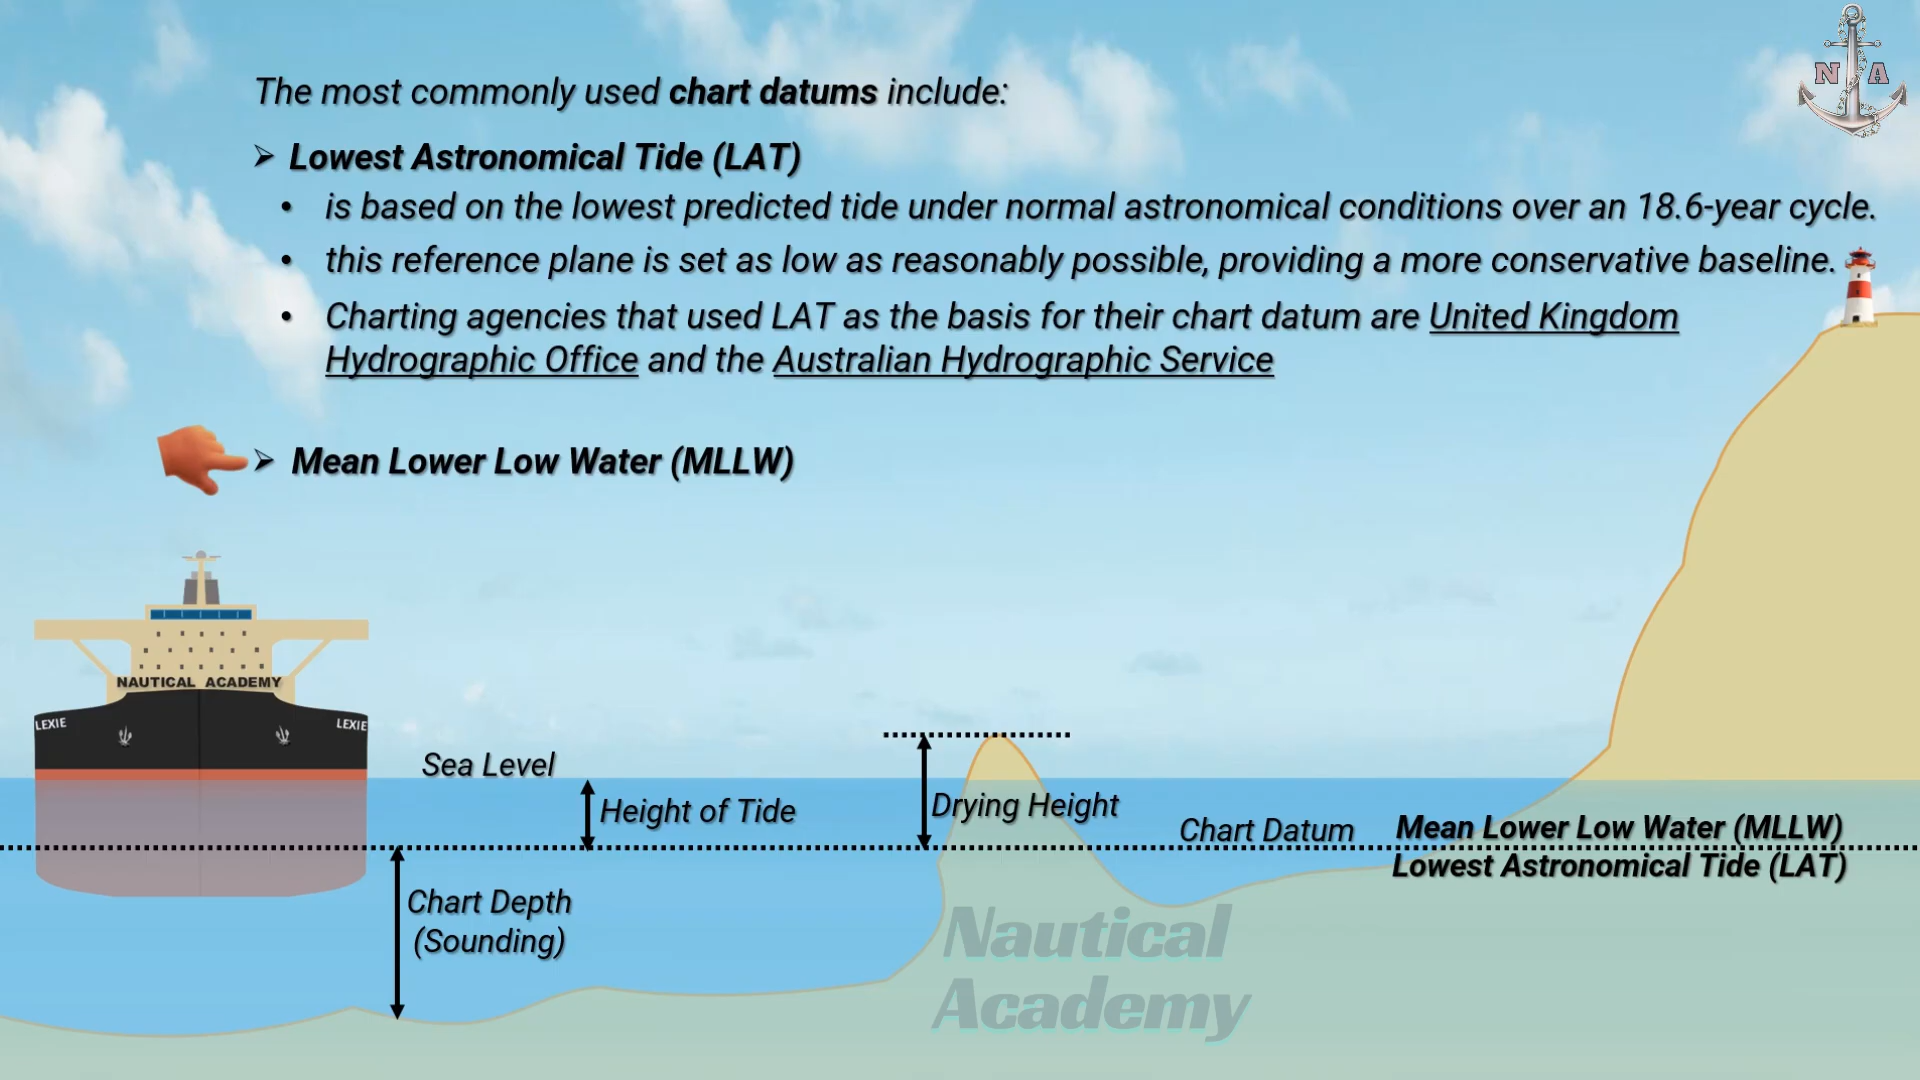 N A
The most commonly used chart datums include:
➢ Lowest Astronomical Tide (LAT)
• is based on the lowest predicted tide under normal astronomical conditions over an 18.6-year cycle.
• this reference plane is set as low as reasonably possible, providing a more conservative baseline.
• Charting agencies that used LAT as the basis for their chart datum are United Kingdom
Hydrographic Office and the Australian Hydrographic Service
➢ Mean Lower Low Water (MLLW)
NAUTICAL ACADEMY
LEXIE LEXIE
Sea Level
Height of Tide
Drying Height
Chart Datum
Mean Lower Low Water (MLLW)
Lowest Astronomical Tide (LAT)
Chart Depth
(Sounding)
Nautical
Academy